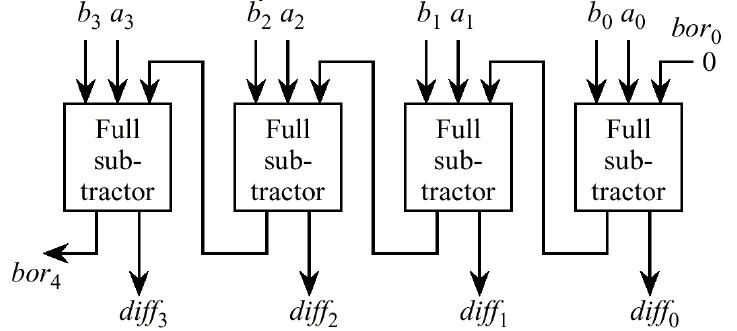 b3 a3 b2 a2 b1 a1 b0 a0 bor0
0
Full sub- tractor
Full sub- tractor
Full sub- tractor
Full sub- tractor
bor4
diff3 diff2 diff1 diff0